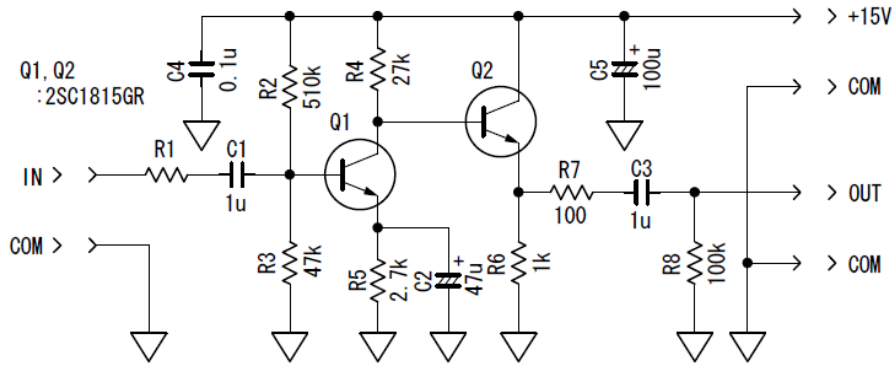 +15V
C4
0.1u
R2
510k
R4
27k
Q2
C5
+
100u
Q1,Q2
:2SC1815GR
COM
Q1
R1
C1
1u
IN
R7
100
C3
1u
OUT
COM
R3
47k
R5
2.7k
C2
+
47u
R6
1k
R8
100k
COM